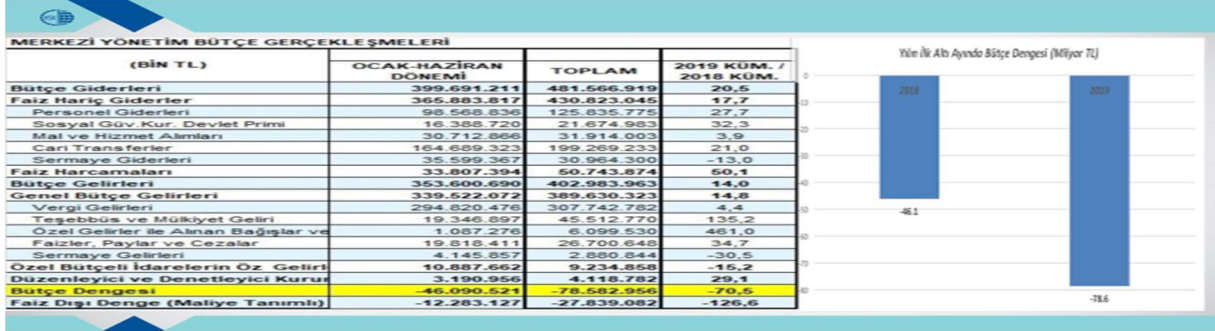 MERKEZİ YÖNETİM BÜTÇE GERÇEKLEŞMELERİ
(BİN TL) OCAK-HAZİRAN DÖNEMİ TOPLAM 2019 KÜM. / 2018 KÜM.
Bütçe Giderleri 399.691.211 481.566.919 20,5
Faiz Hariç Giderler 365.883.817 430.823.045 17,7
Personel Giderleri 98.568.836 125.835.775 27,7
Sosyal Güv.Kur. Devlet Primi 16.388.720 21.674.983 32,3
Mal ve Hizmet Alımları 30.712.866 31.914.003 3,9
Cari Transferler 164.689.323 199.269.233 21,0
Sermaye Giderleri 35.599.367 30.964.300 -13,0
Faiz Harcamaları 33.807.394 50.743.874 50,1
Bütçe Gelirleri 353.600.690 402.983.963 14,0
Genel Bütçe Gelirleri 339.522.072 389.630.323 14,8
Vergi Gelirleri 294.820.476 307.742.782 4,4
Teşebbüs ve Mülkiyet Geliri 19.346.897 45.512.770 135,2
Özel Gelirler ile Alınan Bağışlar ve 1.087.276 6.099.530 461,0
Faizler, Paylar ve Cezalar 19.818.411 26.700.648 34,7
Sermaye Gelirleri 4.145.857 2.880.844 -30,5
Özel Bütçeli İdarelerin Öz Gelirl 10.887.662 9.234.858 -15,2
Düzenleyici ve Denetleyici Kurur 3.190.956 4.118.782 29,1
Bütçe Dengesi -46.090.521 -78.582.956 -70,5
Faiz Dışı Denge (Maliye Tanımlı) -12.283.127 -27.839.082 -126,6
Yılın İlk Altı Ayında Bütçe Dengesi (Milyar TL)
0
2018 2019
-10
-20
-30
-40
-50
-46.1
-60
-70
-80
-78.6